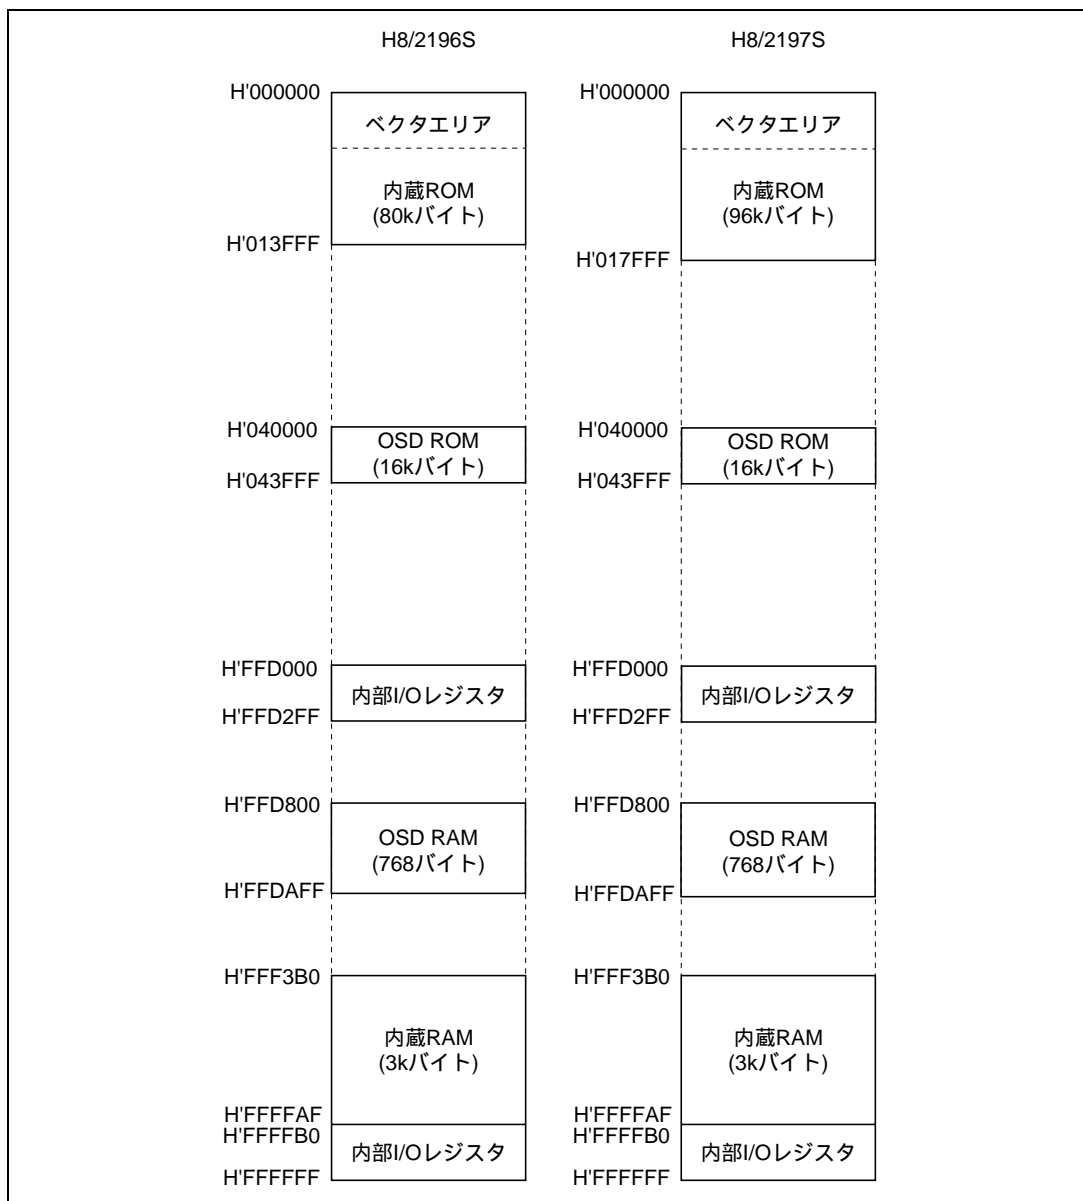 H8/2196S
H'000000
ベクタエリア
内蔵ROM
(80kバイト)
H'013FFF
H'040000
OSD ROM
(16kバイト)
H'043FFF
H'FFD000
内部I/Oレジスタ
H'FFD2FF
H'FFD800
OSD RAM
(768バイト)
H'FFDAFF
H'FFF3B0
内蔵RAM
(3kバイト)
H'FFFFAF
H'FFFFB0
内部I/Oレジスタ
H'FFFFFF
H8/2197S
H'000000
ベクタエリア
内蔵ROM
(96kバイト)
H'017FFF
H'040000
OSD ROM
(16kバイト)
H'043FFF
H'FFD000
内部I/Oレジスタ
H'FFD2FF
H'FFD800
OSD RAM
(768バイト)
H'FFDAFF
H'FFF3B0
内蔵RAM
(3kバイト)
H'FFFFAF
H'FFFFB0
内部I/Oレジスタ
H'FFFFFF